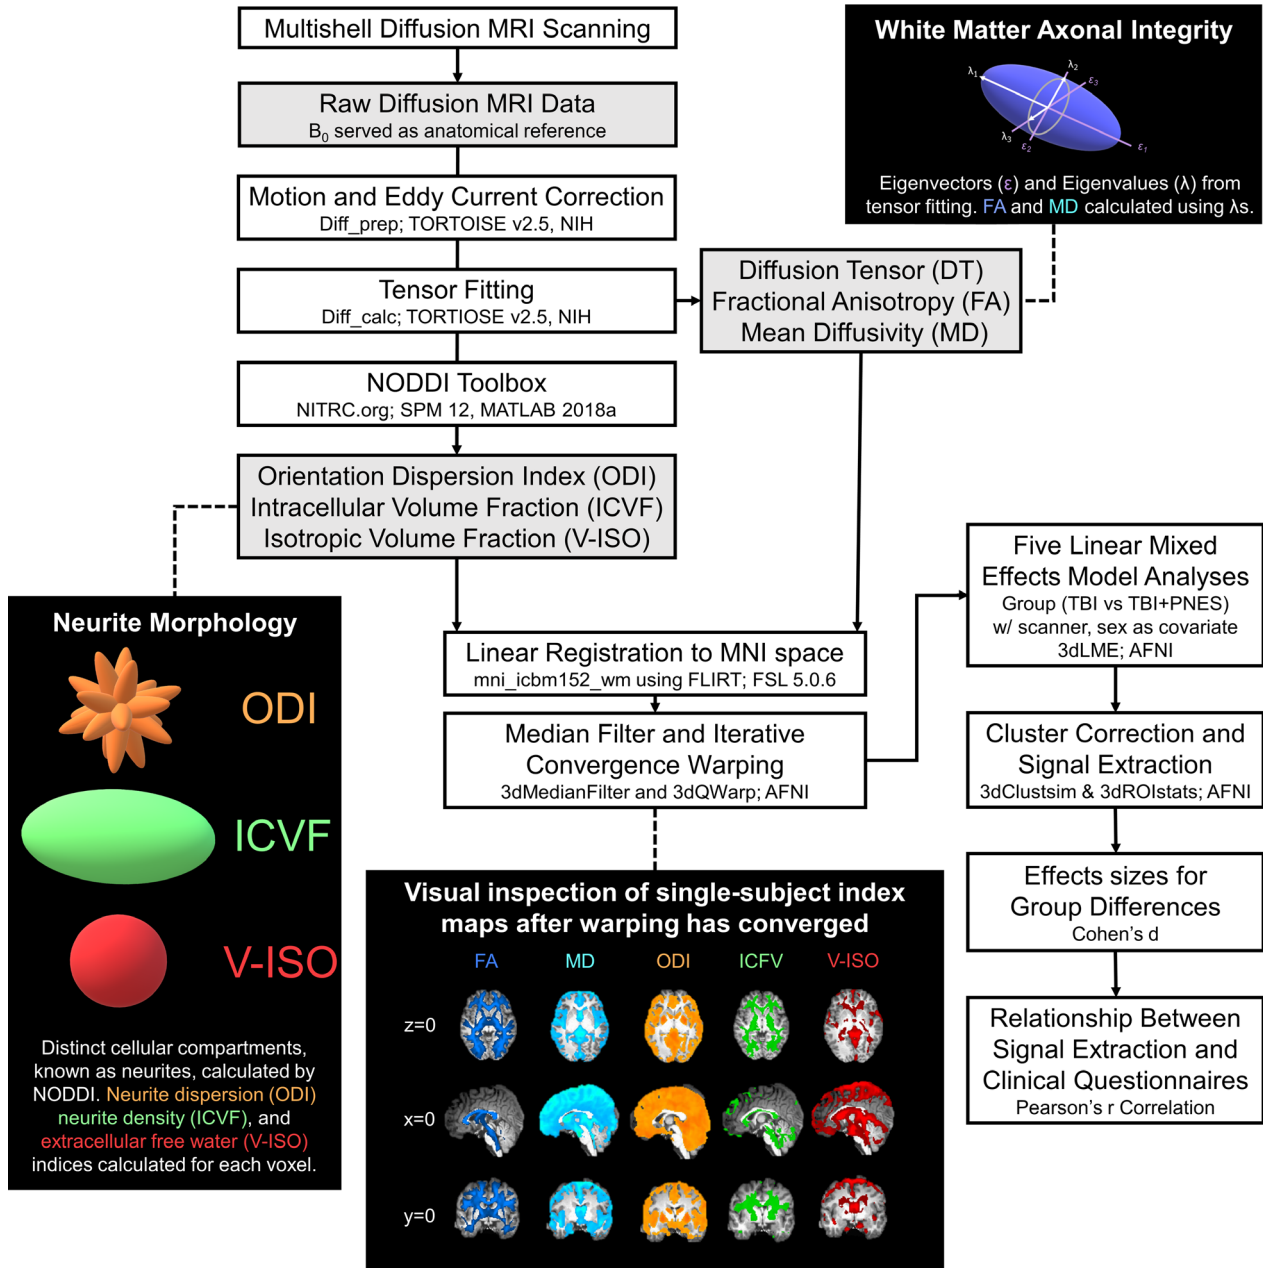 Multishell Diffusion MRI Scanning
Raw Diffusion MRI Data
B0 served as anatomical reference
Motion and Eddy Current Correction
Diff_prep; TORTOISE v2.5, NIH
Tensor Fitting
Diff_calc; TORTIOSE v2.5, NIH
NODDI Toolbox
NITRC.org; SPM 12, MATLAB 2018a
Orientation Dispersion Index (ODI)
Intracellular Volume Fraction (ICVF)
Isotropic Volume Fraction (V-ISO)
White Matter Axonal Integrity
λ1
λ2
ε3
λ3
ε2
ε1
Eigenvectors (ε) and Eigenvalues (λ) from
tensor fitting. FA and MD calculated using λs.
Diffusion Tensor (DT)
Fractional Anisotropy (FA)
Mean Diffusivity (MD)
Neurite Morphology
ODI
ICVF
V-ISO
Distinct cellular compartments,
known as neurites, calculated by
NODDI. Neurite dispersion (ODI)
neurite density (ICVF), and
extracellular free water (V-ISO)
indices calculated for each voxel.
Linear Registration to MNI space
mni_icbm152_wm using FLIRT; FSL 5.0.6
Median Filter and Iterative
Convergence Warping
3dMedianFilter and 3dQWarp; AFNI
Visual inspection of single-subject index
maps after warping has converged
FA MD ODI ICFV V-ISO
z=0
x=0
y=0
Five Linear Mixed
Effects Model Analyses
Group (TBI vs TBI+PNES)
w/ scanner, sex as covariate
3dLME; AFNI
Cluster Correction and
Signal Extraction
3dClustsim & 3dROIstats; AFNI
Effects sizes for
Group Differences
Cohen's d
Relationship Between
Signal Extraction and
Clinical Questionnaires
Pearson's r Correlation